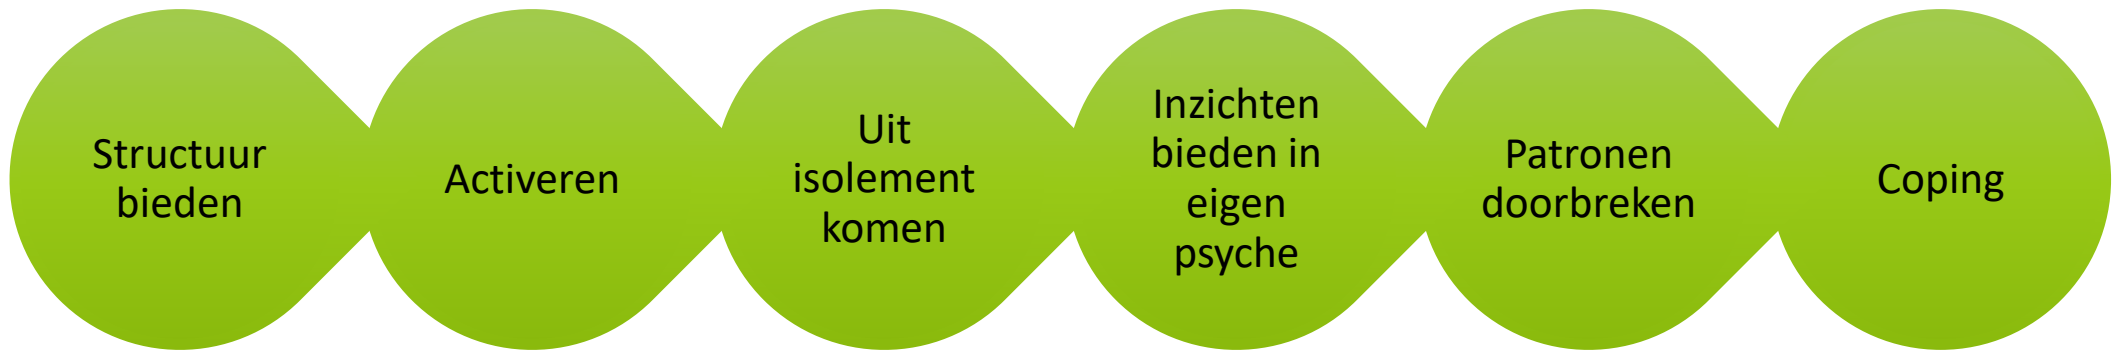 Structuur
bieden
Activeren
Uit
isolement
komen
Inzichten
bieden in
eigen
psyche
Patronen
doorbreken
Coping